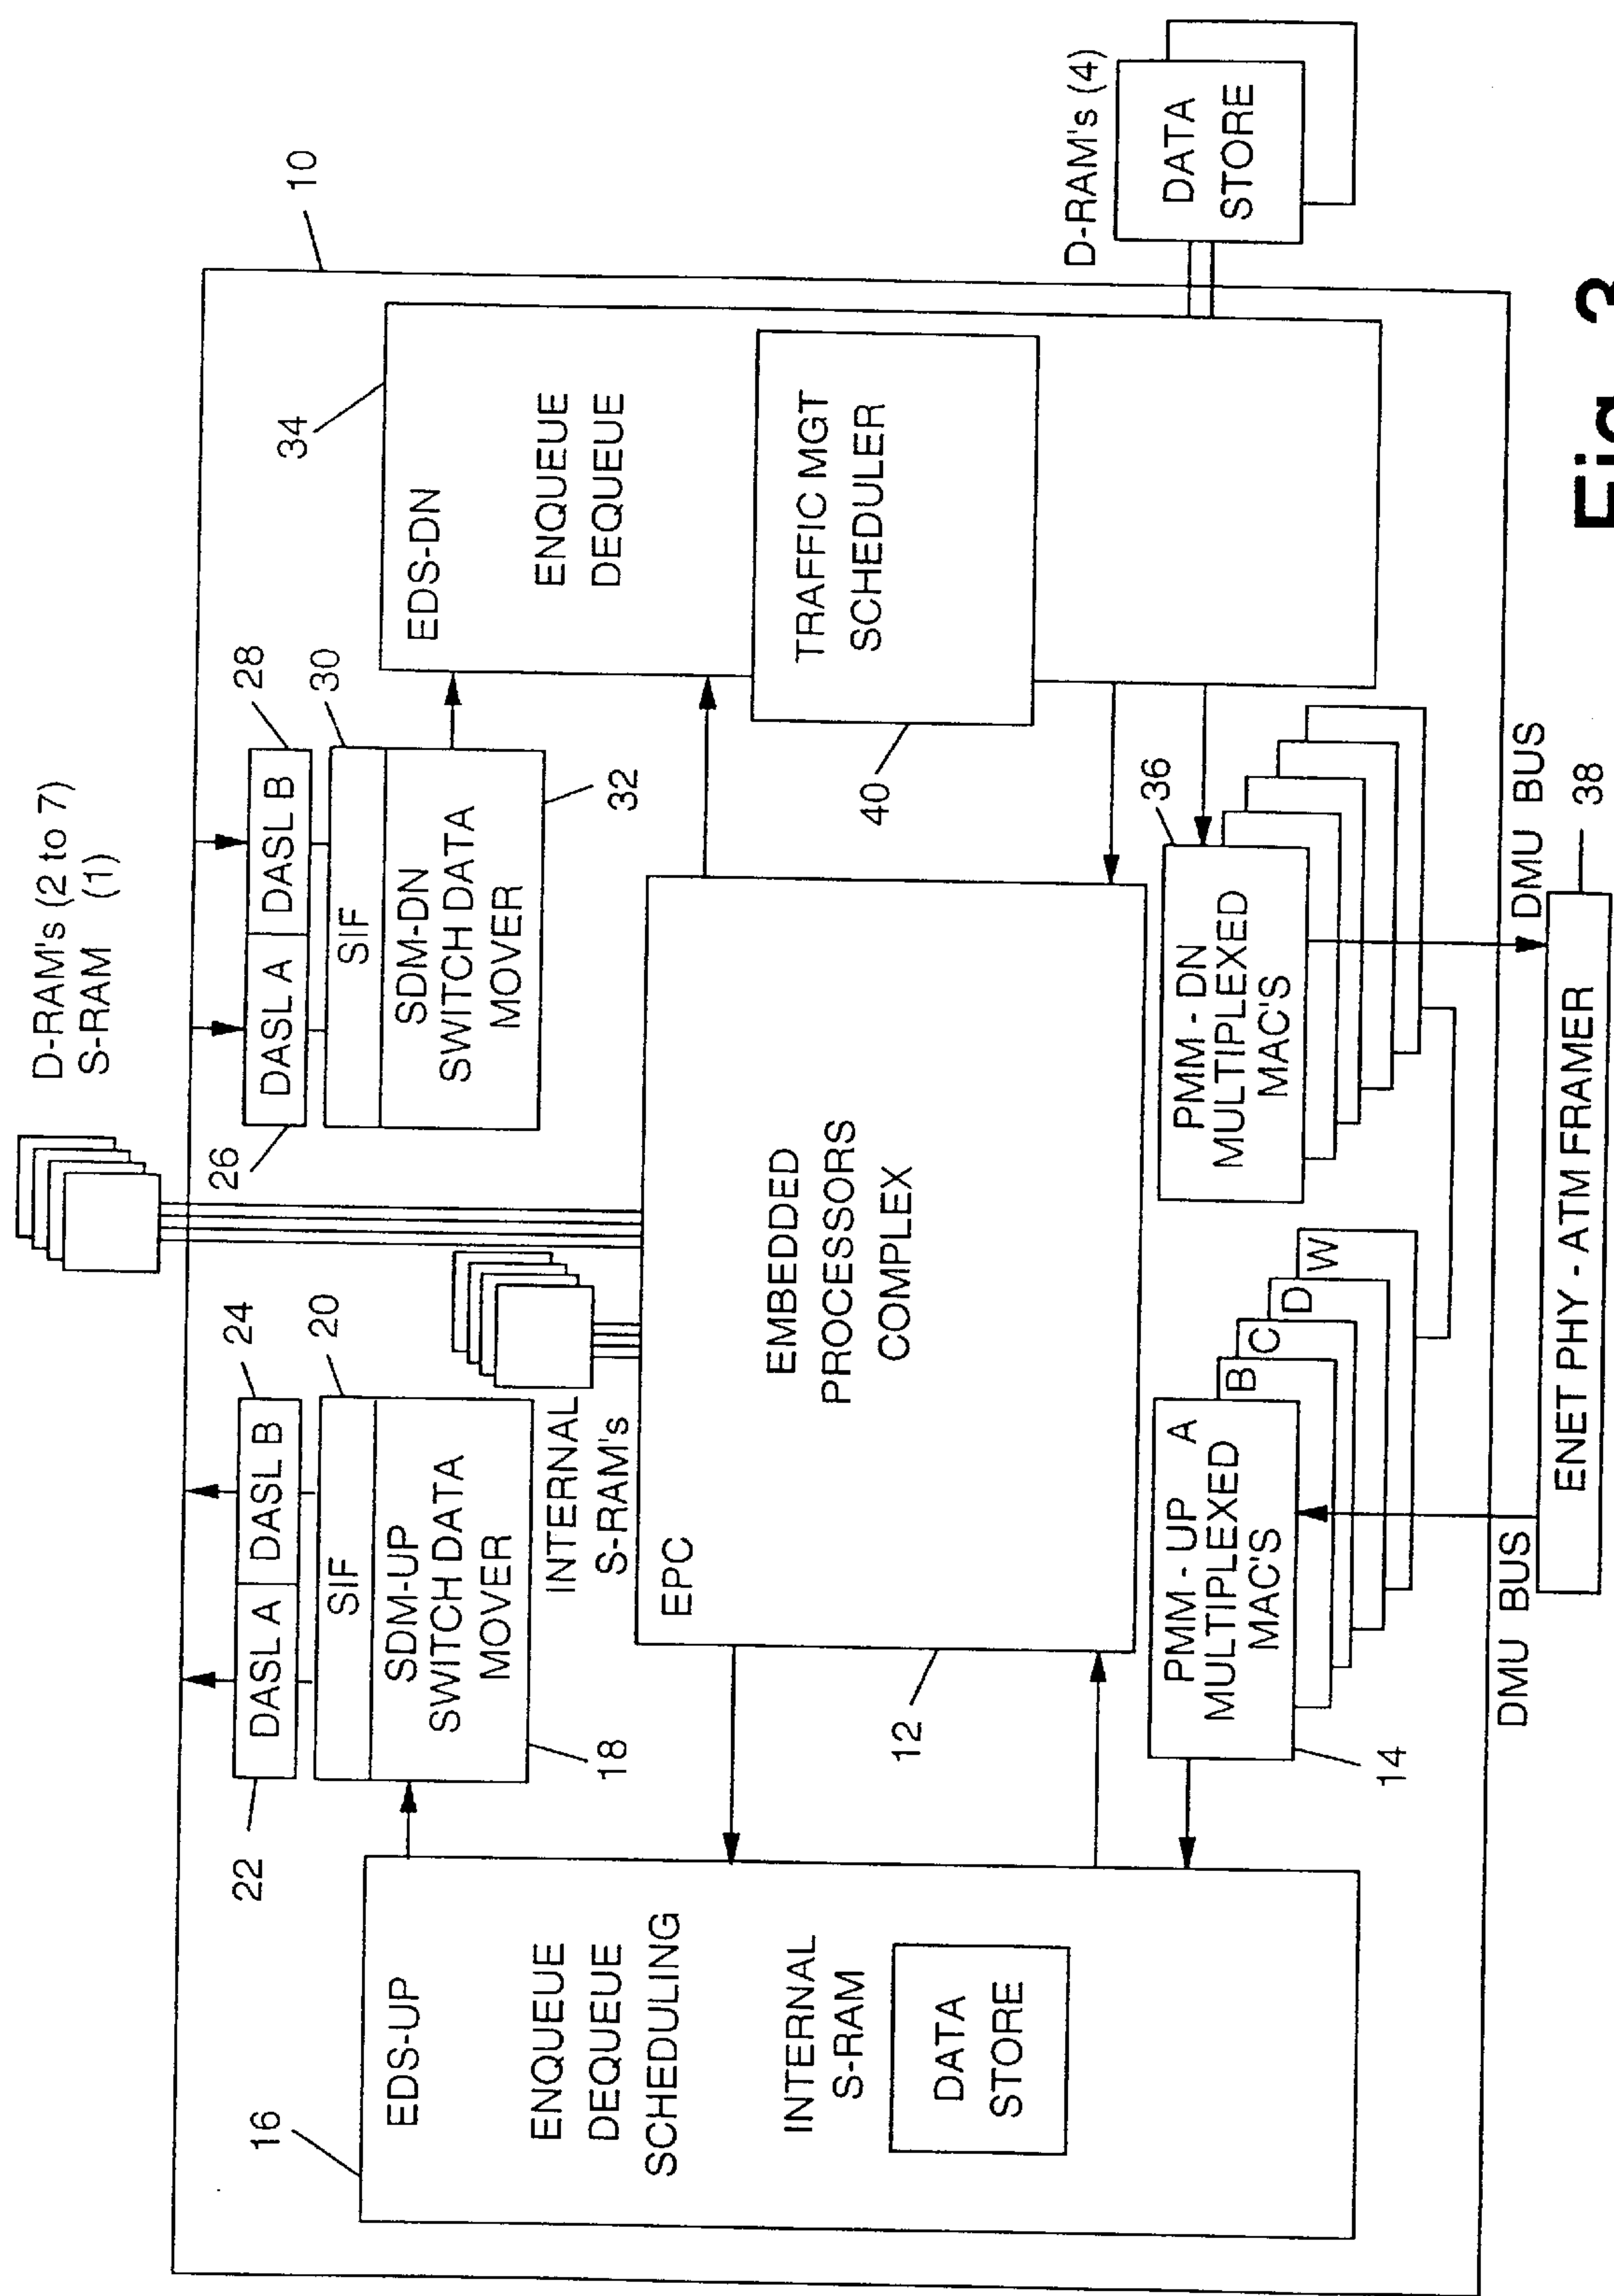 D-RAM's (2 to 7)
S-RAM (1)
10
22
DASL A
DASL B
24
SIF
20
SDM-UP
SWITCH DATA
MOVER
18
INTERNAL
S-RAM's
26
DASL A
DASL B
28
SIF
30
SDM-DN
SWITCH DATA
MOVER
32
16
EDS-UP
ENQUEUE
DEQUEUE
SCHEDULING
INTERNAL
S-RAM
DATA
STORE
EPC
EMBEDDED
PROCESSORS
COMPLEX
12
34
EDS-DN
ENQUEUE
DEQUEUE
TRAFFIC MGT
SCHEDULER
40
D-RAM's (4)
DATA
STORE
PMM - UP A
MULTIPLEXED
MAC'S
B
C
D
W
14
36
PMM - DN
MULTIPLEXED
MAC'S
DMU BUS
DMU BUS
ENET PHY - ATM FRAMER
38
Fig. 3